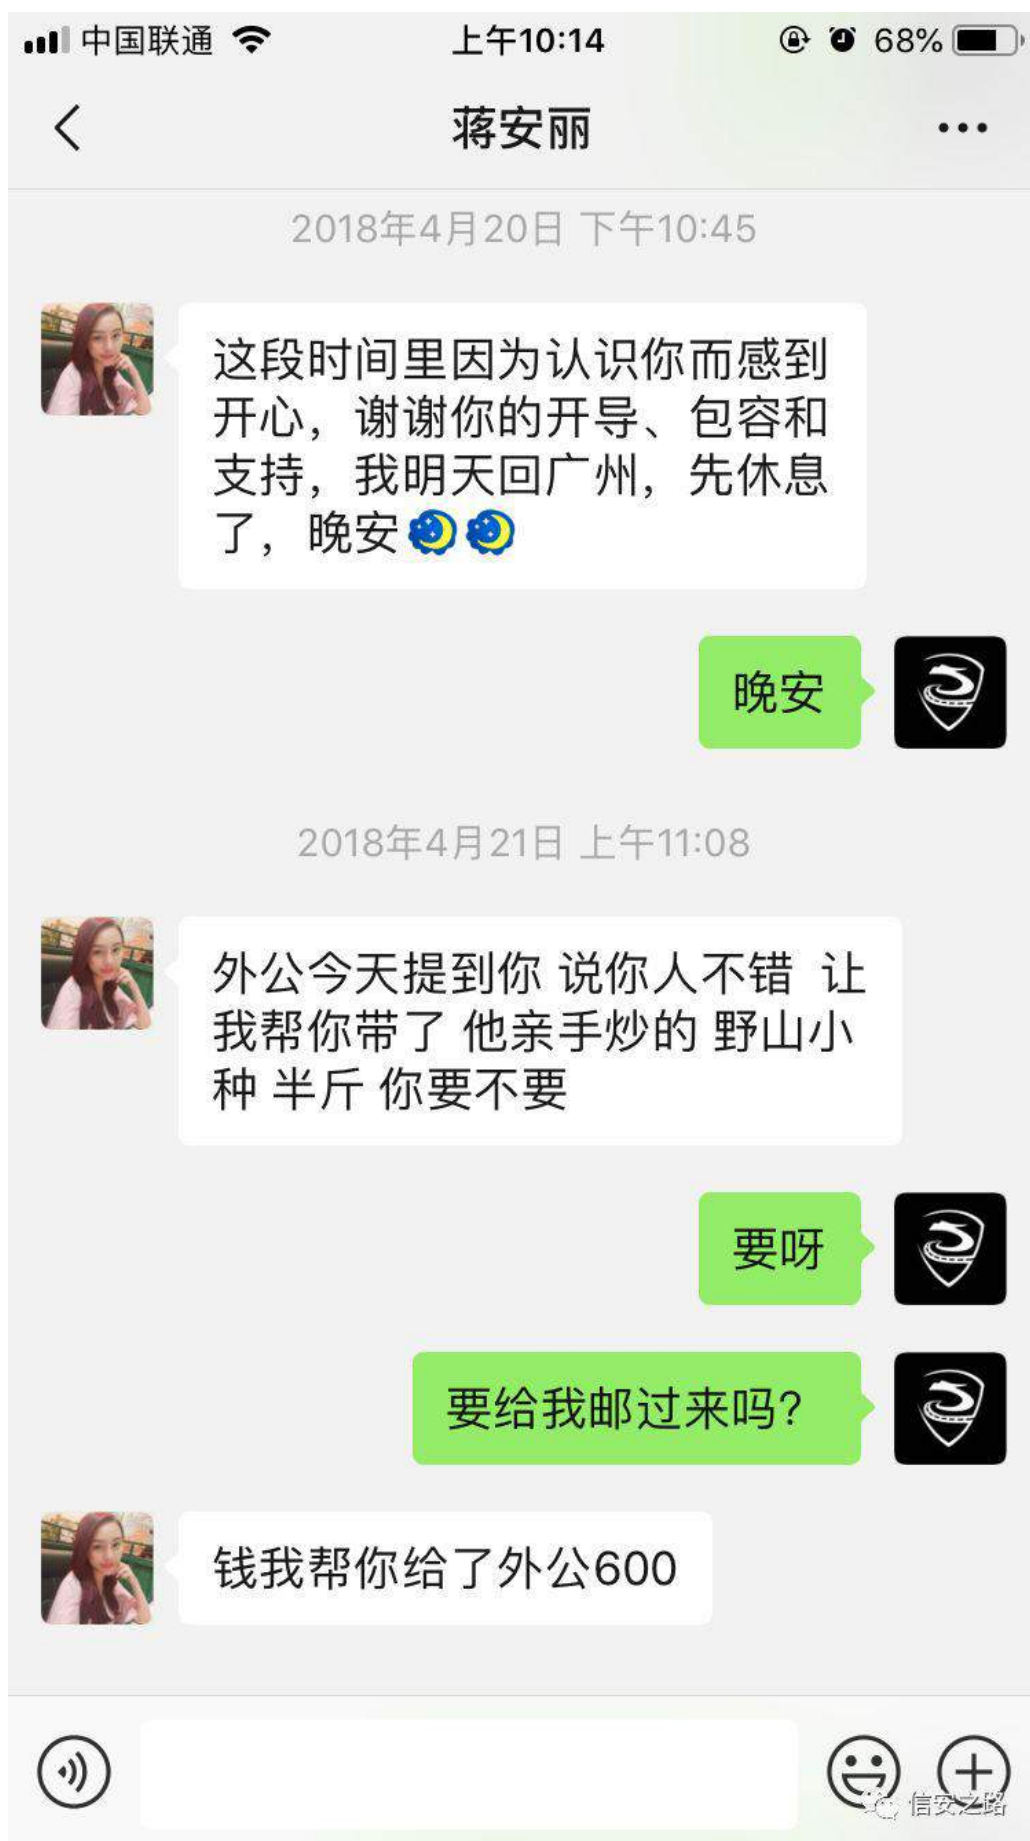 中国联通
上午10:14
68%
蒋安丽
2018年4月20日 下午10:45
这段时间里因为认识你而感到
开心，谢谢你的开导、包容和
支持，我明天回广州，先休息
了，晚安
晚安
2018年4月21日 上午11:08
外公今天提到你 说你人不错 让
我帮你带了 他亲手炒的 野山小
种 半斤 你要不要
要呀
要给我邮过来吗？
钱我帮你给了外公600
信安之路